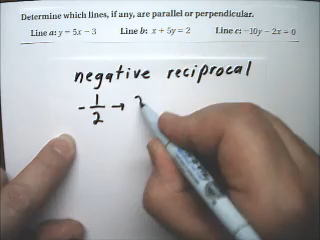 Determine which lines, if any, are parallel or perpendicular.
Line a: y = 5x − 3 Line b: x + 5y = 2 Line c: −10y − 2x = 0
negative reciprocal
-1/2 → 2